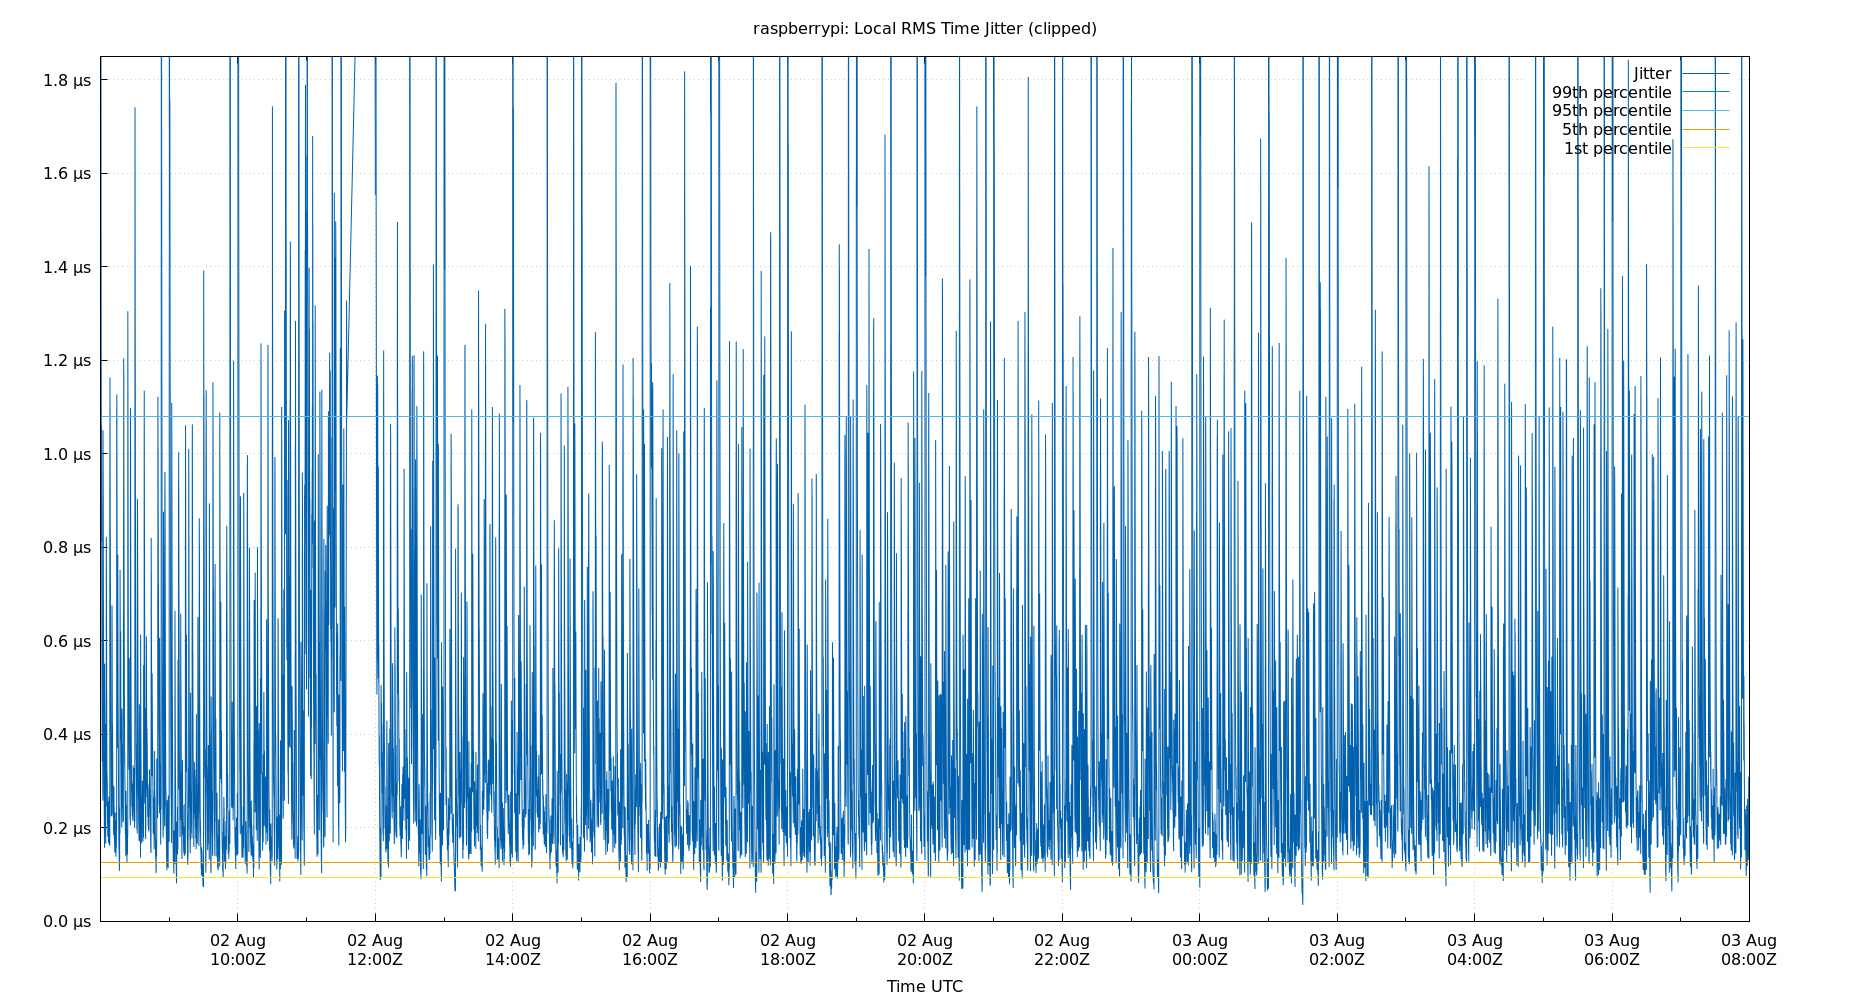 raspberrypi: Local RMS Time Jitter (clipped)
1.8 μs
1.6 μs
1.4 μs
1.2 μs
1.0 μs
0.8 μs
0.6 μs
0.4 μs
0.2 μs
0.0 μs
Jitter
99th percentile
95th percentile
5th percentile
1st percentile
02 Aug 02 Aug 02 Aug 02 Aug 02 Aug 02 Aug 02 Aug 03 Aug 03 Aug 03 Aug 03 Aug 03 Aug
10:00Z 12:00Z 14:00Z 16:00Z 18:00Z 20:00Z 22:00Z 00:00Z 02:00Z 04:00Z 06:00Z 08:00Z
Time UTC